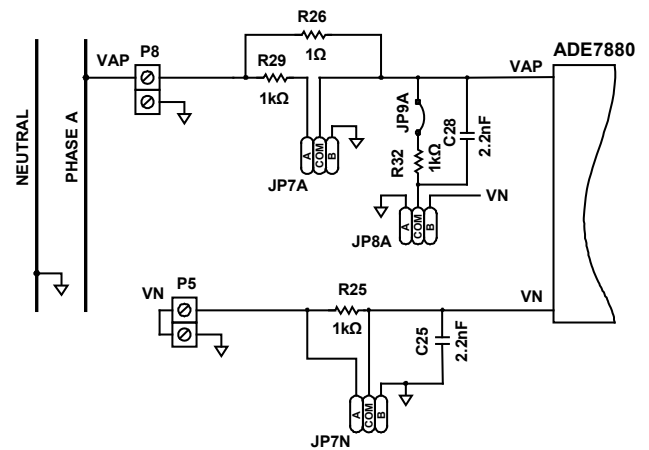 R26
1Ω
ADE7880
VAP
P8
R29
1kΩ
VAP
NEUTRAL
PHASE A
A
COM
B
JP7A
JP9A
R32
1kΩ
C28
2.2nF
A
COM
B
JP8A
VN
VN
P5
R25
1kΩ
VN
C25
2.2nF
A
COM
B
JP7N